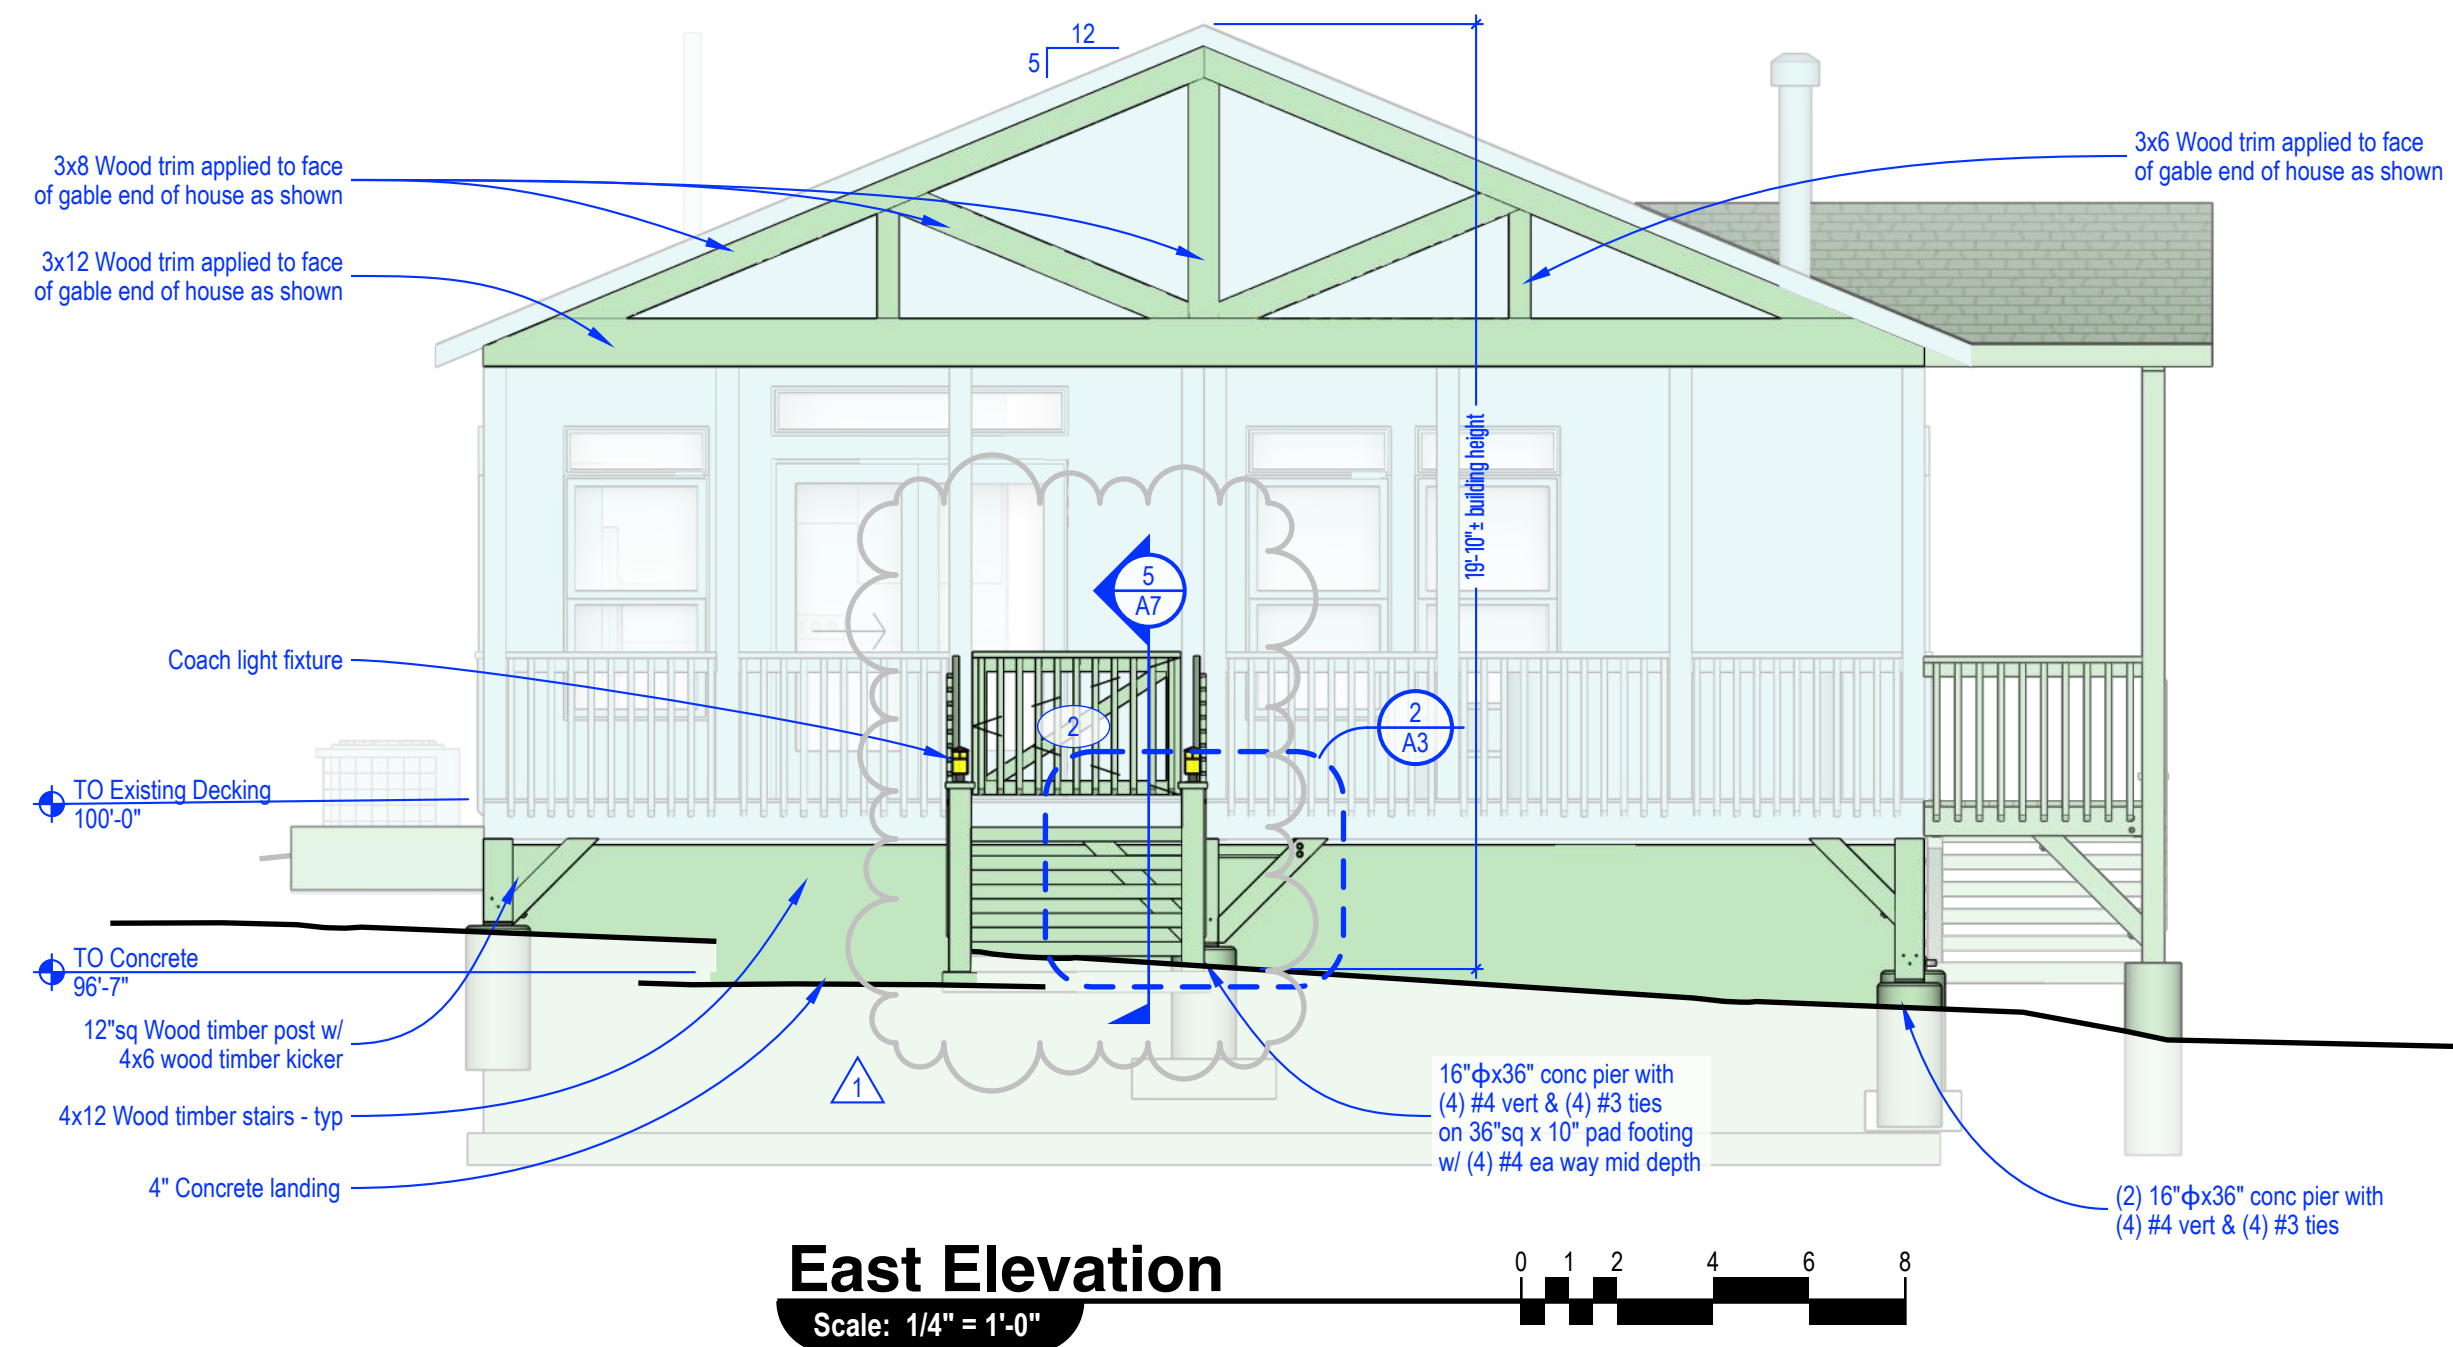 12
5
3x8 Wood trim applied to face
of gable end of house as shown
3x6 Wood trim applied to face
of gable end of house as shown
3x12 Wood trim applied to face
of gable end of house as shown
19'-10"± building height
5
A7
Coach light fixture
2
2
A3
TO Existing Decking
100'-0"
TO Concrete
96'-7"
12"sq Wood timber post w/
4x6 wood timber kicker
4x12 Wood timber stairs - typ
4" Concrete landing
1
16"ϕx36" conc pier with
(4) #4 vert & (4) #3 ties
on 36"sq x 10" pad footing
w/ (4) #4 ea way mid depth
(2) 16"ϕx36" conc pier with
(4) #4 vert & (4) #3 ties
East Elevation
Scale: 1/4" = 1'-0"
0 1 2 4 6 8